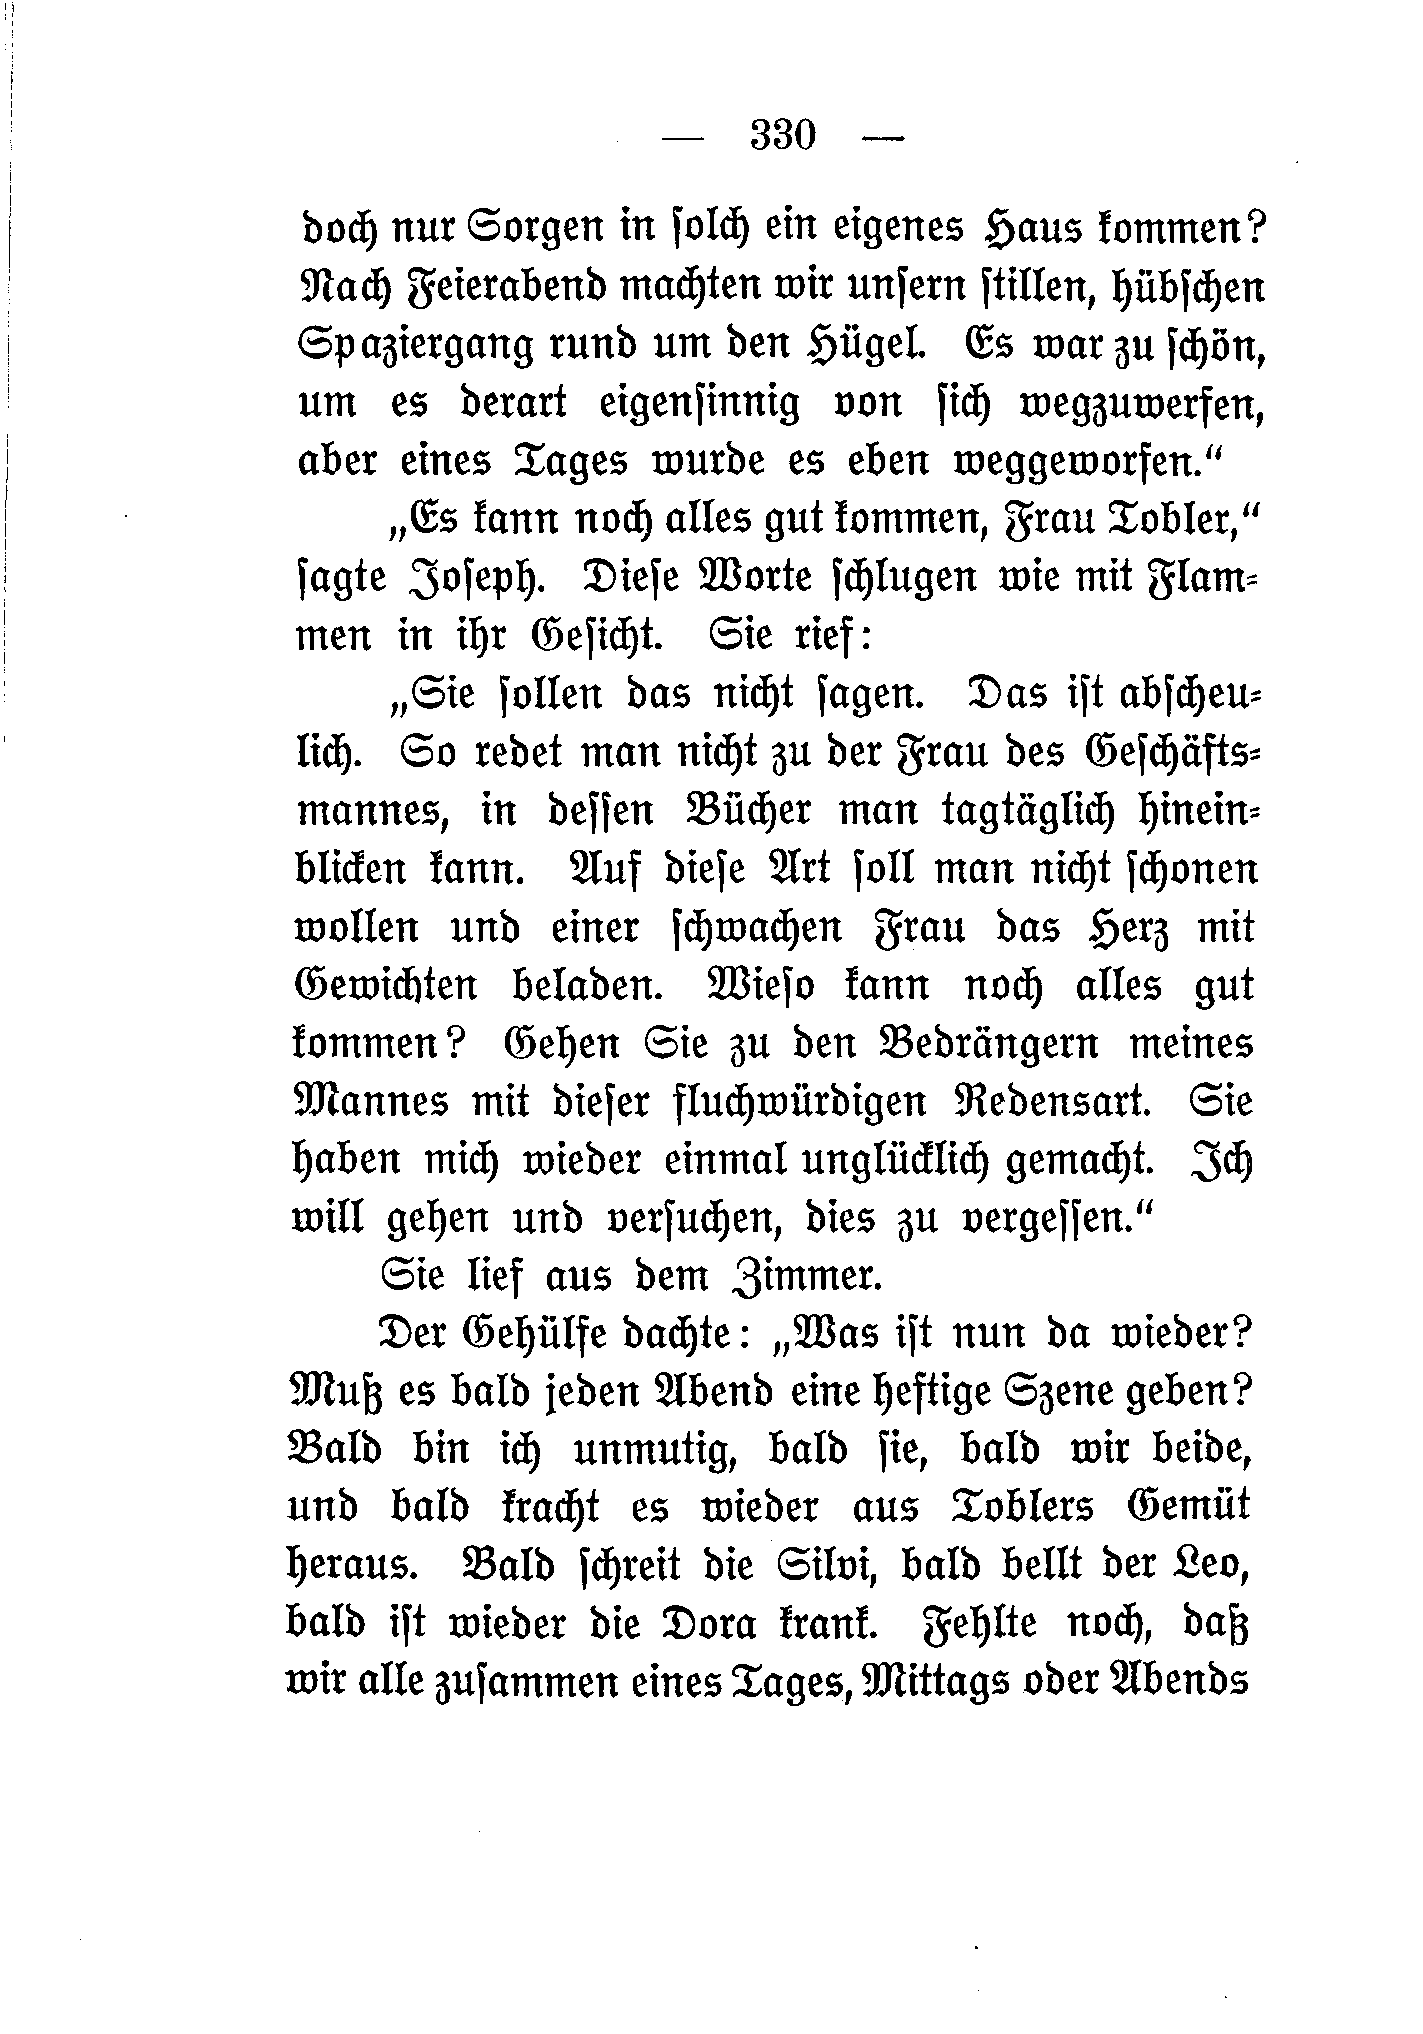 — 330 —
doch nur Sorgen in solch ein eigenes Haus kommen?
Nach Feierabend machten wir unsern stillen, hübschen
Spaziergang rund um den Hügel. Es war zu schön,
um es derart eigensinnig von sich wegzuwerfen,
aber eines Tages wurde es eben weggeworfen.“
„Es kann noch alles gut kommen, Frau Tobler,“
sagte Joseph. Diese Worte schlugen wie mit Flam-
men in ihr Gesicht. Sie rief:
„Sie sollen das nicht sagen. Das ist abscheu-
lich. So redet man nicht zu der Frau des Geschäfts-
mannes, in dessen Bücher man tagtäglich hinein-
blicken kann. Auf diese Art soll man nicht schonen
wollen und einer schwachen Frau das Herz mit
Gewichten beladen. Wieso kann noch alles gut
kommen? Gehen Sie zu den Bedrängern meines
Mannes mit dieser fluchwürdigen Redensart. Sie
haben mich wieder einmal unglücklich gemacht. Ich
will gehen und versuchen, dies zu vergessen.“
Sie lief aus dem Zimmer.
Der Gehülfe dachte: „Was ist nun da wieder?
Muß es bald jeden Abend eine heftige Szene geben?
Bald bin ich unmutig, bald sie, bald wir beide,
und bald kracht es wieder aus Toblers Gemüt
heraus. Bald schreit die Silvi, bald bellt der Leo,
bald ist wieder die Dora krank. Fehlte noch, daß
wir alle zusammen eines Tages, Mittags oder Abends